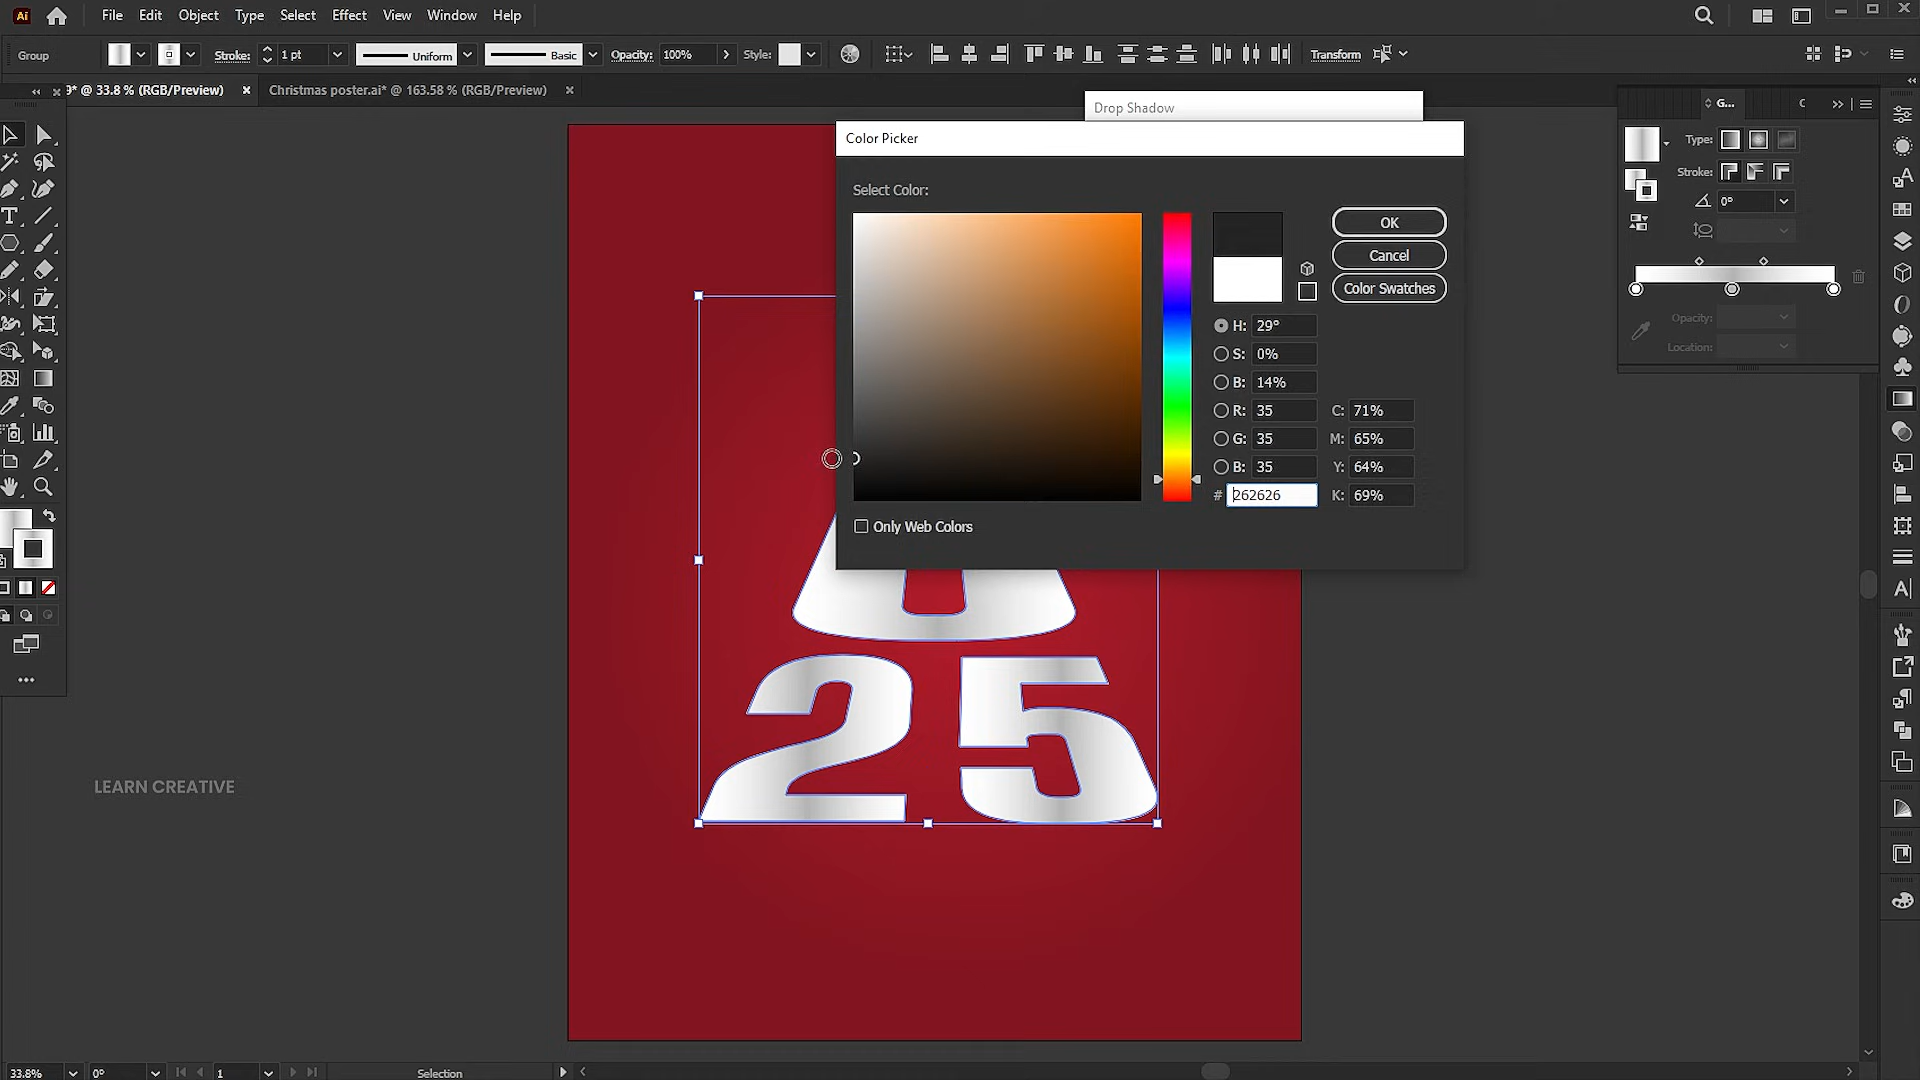 Ai File Edit Object Type Select Effect View Window Help
Group Stroke: 1 pt Uniform Basic Opacity: 100% Style: Transform
9* @ 33.8 % (RGB/Preview) × Christmas poster.ai* @ 163.58 % (RGB/Preview) ×
Drop Shadow
G... C
Color Picker
Type:
Select Color:
Stroke:
0°
OK
Cancel
Color Swatches
H: 29°
Opacity:
Location:
S: 0%
B: 14%
R: 35 C: 71%
G: 35 M: 65%
B: 35 Y: 64%
# 262626 K: 69%
Only Web Colors
25
LEARN CREATIVE
33.8% 0° 1 Selection